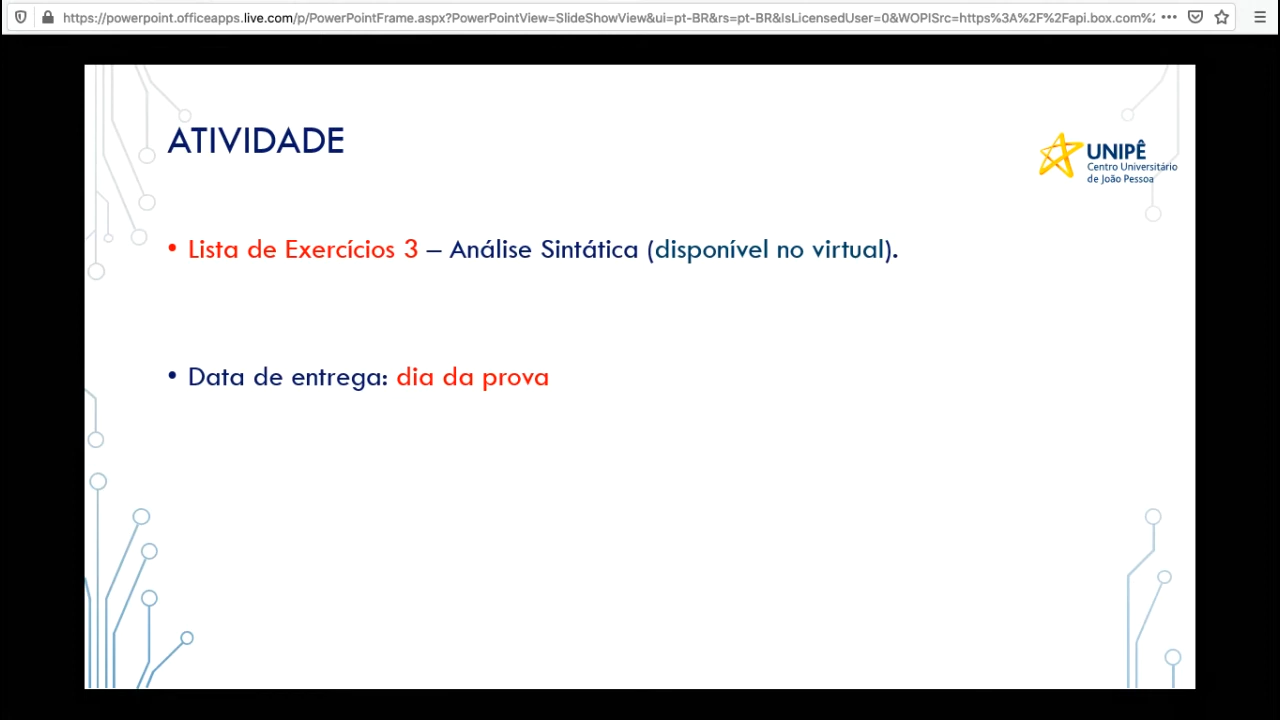 https://powerpoint.officeapps.live.com/p/PowerPointFrame.aspx?PowerPointView=SlideShowView&ui=pt-BR&rs=pt-BR&IsLicensedUser=0&WOPISrc=https%3A%2F%2Fapi.box.com%2
ATIVIDADE
UNIPÊ
Centro Universitário
de João Pessoa
• Lista de Exercícios 3 – Análise Sintática (disponível no virtual).
• Data de entrega: dia da prova